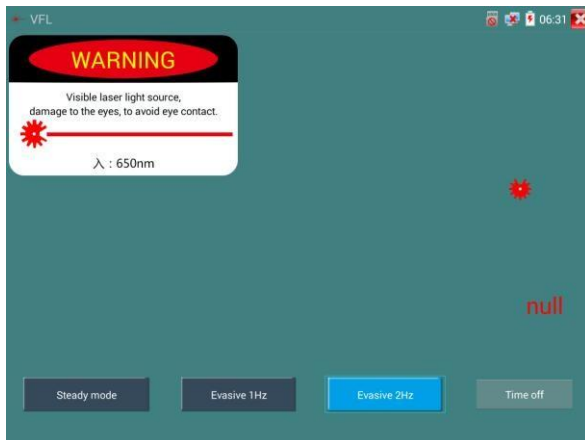 VFL
06:31
WARNING
Visible laser light source,
damage to the eyes, to avoid eye contact.
入 : 650nm
null
Steady mode
Evasive 1Hz
Evasive 2Hz
Time off